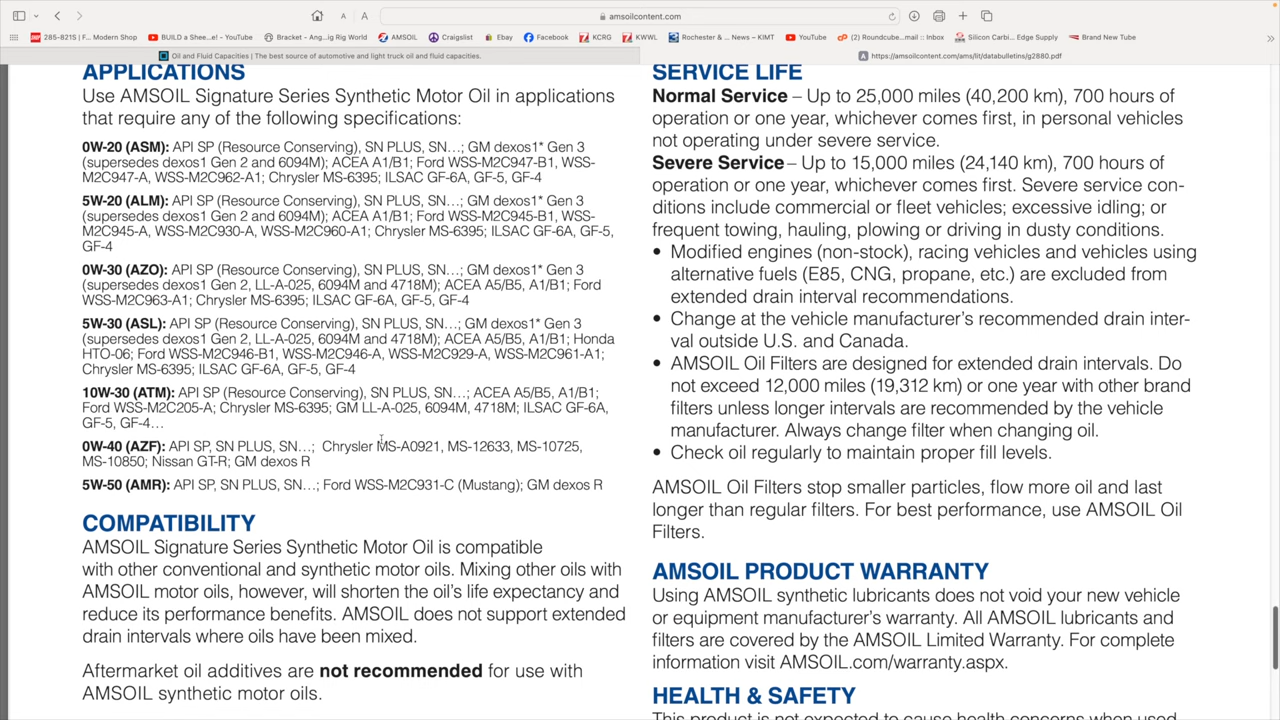 A
A
amsoilcontent.com
285-821S | F... Modern Shop
BUILD a Shee...e! - YouTube
Bracket - Ang...ig Rig World
AMSOIL
Craigslist
Ebay
Facebook
KCRG
KWWL
Rochester & ... News – KIMT
YouTube
(2) Roundcube...om :: Inbox
Silicon Carbi... Edge Supply
Brand New Tube
Oil and Fluid Capacities | The best source of automotive and light truck oil and fluid capacities.
https://amsoilcontent.com/ams/lit/databulletins/g2880.pdf
APPLICATIONS
Use AMSOIL Signature Series Synthetic Motor Oil in applications
that require any of the following specifications:
0W-20 (ASM): API SP (Resource Conserving), SN PLUS, SN…; GM dexos1* Gen 3
(supersedes dexos1 Gen 2 and 6094M); ACEA A1/B1; Ford WSS-M2C947-B1, WSS-
M2C947-A, WSS-M2C962-A1; Chrysler MS-6395; ILSAC GF-6A, GF-5, GF-4
5W-20 (ALM): API SP (Resource Conserving), SN PLUS, SN…; GM dexos1* Gen 3
(supersedes dexos1 Gen 2 and 6094M); ACEA A1/B1; Ford WSS-M2C945-B1, WSS-
M2C945-A, WSS-M2C930-A, WSS-M2C960-A1; Chrysler MS-6395; ILSAC GF-6A, GF-5,
GF-4
0W-30 (AZO): API SP (Resource Conserving), SN PLUS, SN…; GM dexos1* Gen 3
(supersedes dexos1 Gen 2, LL-A-025, 6094M and 4718M); ACEA A5/B5, A1/B1; Ford
WSS-M2C963-A1; Chrysler MS-6395; ILSAC GF-6A, GF-5, GF-4
5W-30 (ASL): API SP (Resource Conserving), SN PLUS, SN…; GM dexos1* Gen 3
(supersedes dexos1 Gen 2, LL-A-025, 6094M and 4718M); ACEA A5/B5, A1/B1; Honda
HTO-06; Ford WSS-M2C946-B1, WSS-M2C946-A, WSS-M2C929-A, WSS-M2C961-A1;
Chrysler MS-6395; ILSAC GF-6A, GF-5, GF-4
10W-30 (ATM): API SP (Resource Conserving), SN PLUS, SN…; ACEA A5/B5, A1/B1;
Ford WSS-M2C205-A; Chrysler MS-6395; GM LL-A-025, 6094M, 4718M; ILSAC GF-6A,
GF-5, GF-4…
0W-40 (AZF): API SP, SN PLUS, SN…; Chrysler MS-A0921, MS-12633, MS-10725,
MS-10850; Nissan GT-R; GM dexos R
5W-50 (AMR): API SP, SN PLUS, SN…; Ford WSS-M2C931-C (Mustang); GM dexos R
COMPATIBILITY
AMSOIL Signature Series Synthetic Motor Oil is compatible
with other conventional and synthetic motor oils. Mixing other oils with
AMSOIL motor oils, however, will shorten the oil's life expectancy and
reduce its performance benefits. AMSOIL does not support extended
drain intervals where oils have been mixed.
Aftermarket oil additives are not recommended for use with
AMSOIL synthetic motor oils.
SERVICE LIFE
Normal Service – Up to 25,000 miles (40,200 km), 700 hours of
operation or one year, whichever comes first, in personal vehicles
not operating under severe service.
Severe Service – Up to 15,000 miles (24,140 km), 700 hours of
operation or one year, whichever comes first. Severe service con-
ditions include commercial or fleet vehicles; excessive idling; or
frequent towing, hauling, plowing or driving in dusty conditions.
• Modified engines (non-stock), racing vehicles and vehicles using
alternative fuels (E85, CNG, propane, etc.) are excluded from
extended drain interval recommendations.
• Change at the vehicle manufacturer's recommended drain inter-
val outside U.S. and Canada.
• AMSOIL Oil Filters are designed for extended drain intervals. Do
not exceed 12,000 miles (19,312 km) or one year with other brand
filters unless longer intervals are recommended by the vehicle
manufacturer. Always change filter when changing oil.
• Check oil regularly to maintain proper fill levels.
AMSOIL Oil Filters stop smaller particles, flow more oil and last
longer than regular filters. For best performance, use AMSOIL Oil
Filters.
AMSOIL PRODUCT WARRANTY
Using AMSOIL synthetic lubricants does not void your new vehicle
or equipment manufacturer's warranty. All AMSOIL lubricants and
filters are covered by the AMSOIL Limited Warranty. For complete
information visit AMSOIL.com/warranty.aspx.
HEALTH & SAFETY
This product is not expected to cause health concerns when used